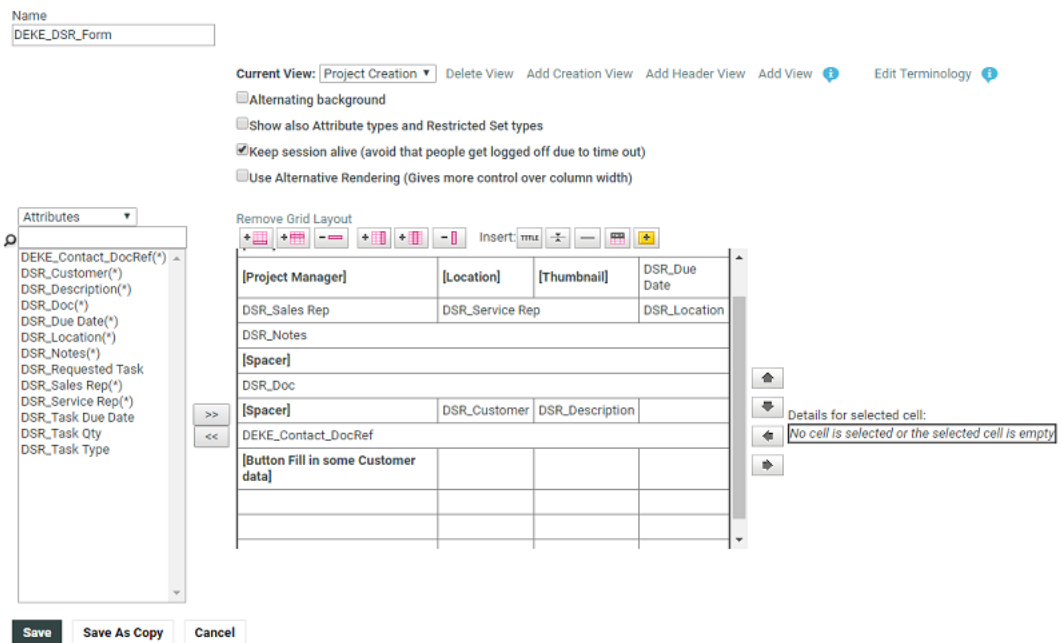 Name
DEKE_DSR_Form
Current View: Project Creation Delete View Add Creation View Add Header View Add View Edit Terminology
Alternating background
Show also Attribute types and Restricted Set types
Keep session alive (avoid that people get logged off due to time out)
Use Alternative Rendering (Gives more control over column width)
Attributes
Remove Grid Layout
Insert: TITLE
DEKE_Contact_DocRef(*)
DSR_Customer(*)
DSR_Description(*)
DSR_Doc(*)
DSR_Due Date(*)
DSR_Location(*)
DSR_Notes(*)
DSR_Requested Task
DSR_Sales Rep(*)
DSR_Service Rep(*)
DSR_Task Due Date
DSR_Task Qty
DSR_Task Type
>>
<<
[Project Manager] [Location] [Thumbnail] DSR_Due
Date
DSR_Sales Rep DSR_Service Rep DSR_Location
DSR_Notes
[Spacer]
DSR_Doc
[Spacer] DSR_Customer DSR_Description
DEKE_Contact_DocRef
[Button Fill in some Customer
data]
Details for selected cell:
No cell is selected or the selected cell is empty
Save Save As Copy Cancel